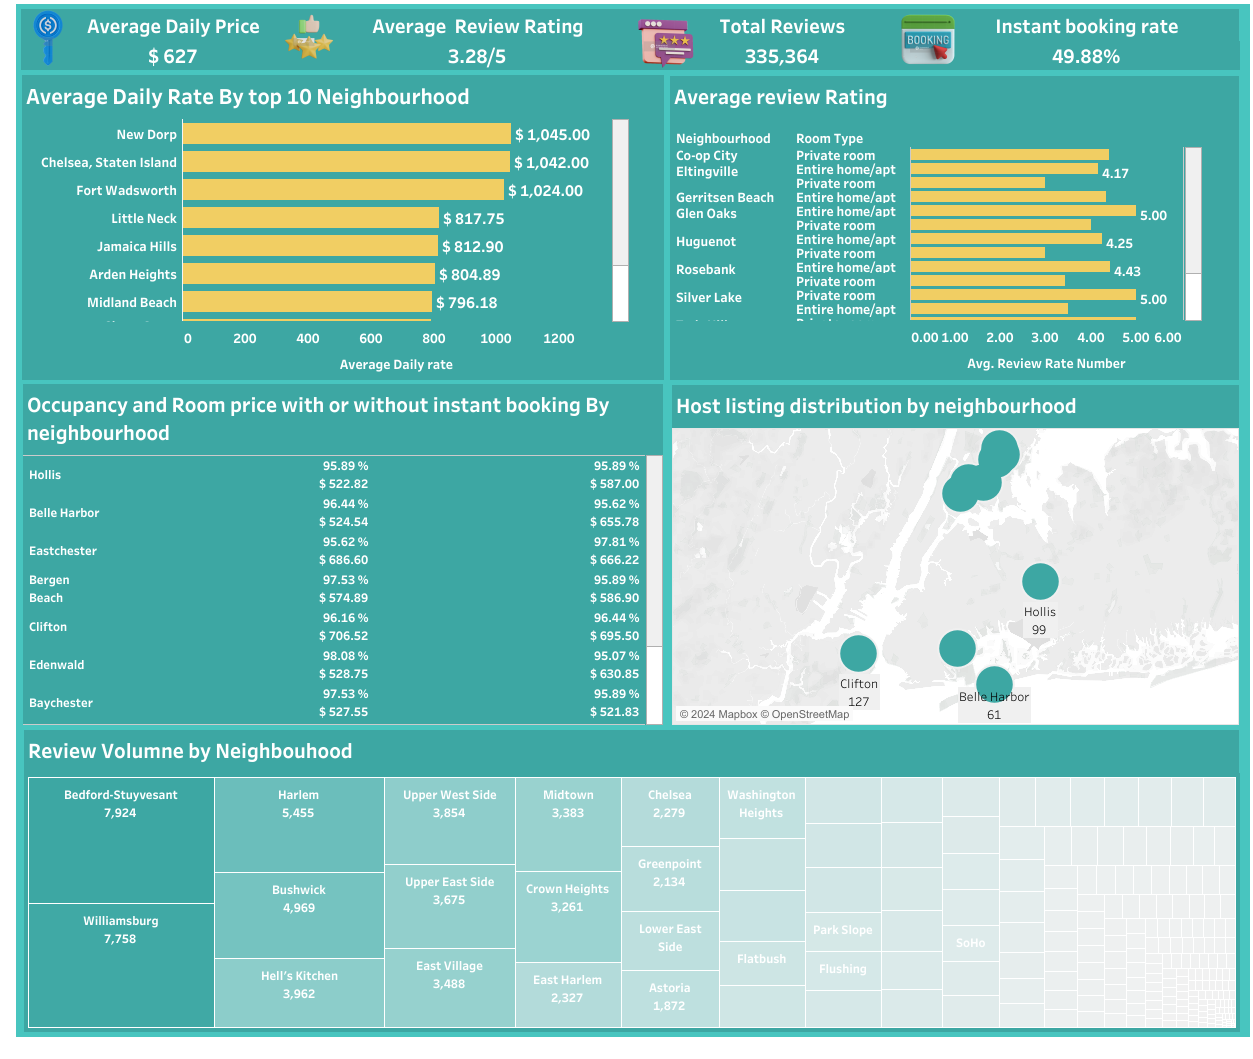 Average Daily Price
$ 627
Average Review Rating
3.28/5
Total Reviews
335,364
BOOKING
Instant booking rate
49.88%
Average Daily Rate By top 10 Neighbourhood
New Dorp $ 1,045.00
Chelsea, Staten Island $ 1,042.00
Fort Wadsworth $ 1,024.00
Little Neck $ 817.75
Jamaica Hills $ 812.90
Arden Heights $ 804.89
Midland Beach $ 796.18
0 200 400 600 800 1000 1200
Average Daily rate
Average review Rating
Neighbourhood Room Type
Co-op City Private room
Eltingville Entire home/apt 4.17
Private room
Gerritsen Beach Entire home/apt
Glen Oaks Entire home/apt 5.00
Private room
Huguenot Entire home/apt 4.25
Private room
Rosebank Entire home/apt 4.43
Private room
Silver Lake Private room 5.00
Entire home/apt
0.00 1.00 2.00 3.00 4.00 5.00 6.00
Avg. Review Rate Number
Occupancy and Room price with or without instant booking By
neighbourhood
Hollis
95.89 % 95.89 %
$ 522.82 $ 587.00
Belle Harbor
96.44 % 95.62 %
$ 524.54 $ 655.78
Eastchester
95.62 % 97.81 %
$ 686.60 $ 666.22
Bergen 97.53 % 95.89 %
Beach $ 574.89 $ 586.90
Clifton
96.16 % 96.44 %
$ 706.52 $ 695.50
Edenwald
98.08 % 95.07 %
$ 528.75 $ 630.85
Baychester
97.53 % 95.89 %
$ 527.55 $ 521.83
Host listing distribution by neighbourhood
Hollis
99
Clifton
127
Belle Harbor
61
© 2024 Mapbox © OpenStreetMap
Review Volumne by Neighbouhood
Bedford-Stuyvesant
7,924
Williamsburg
7,758
Harlem
5,455
Bushwick
4,969
Hell's Kitchen
3,962
Upper West Side
3,854
Upper East Side
3,675
East Village
3,488
Midtown
3,383
Crown Heights
3,261
East Harlem
2,327
Chelsea
2,279
Greenpoint
2,134
Lower East
Side
Astoria
1,872
Washington
Heights
Flatbush
Park Slope
Flushing
SoHo